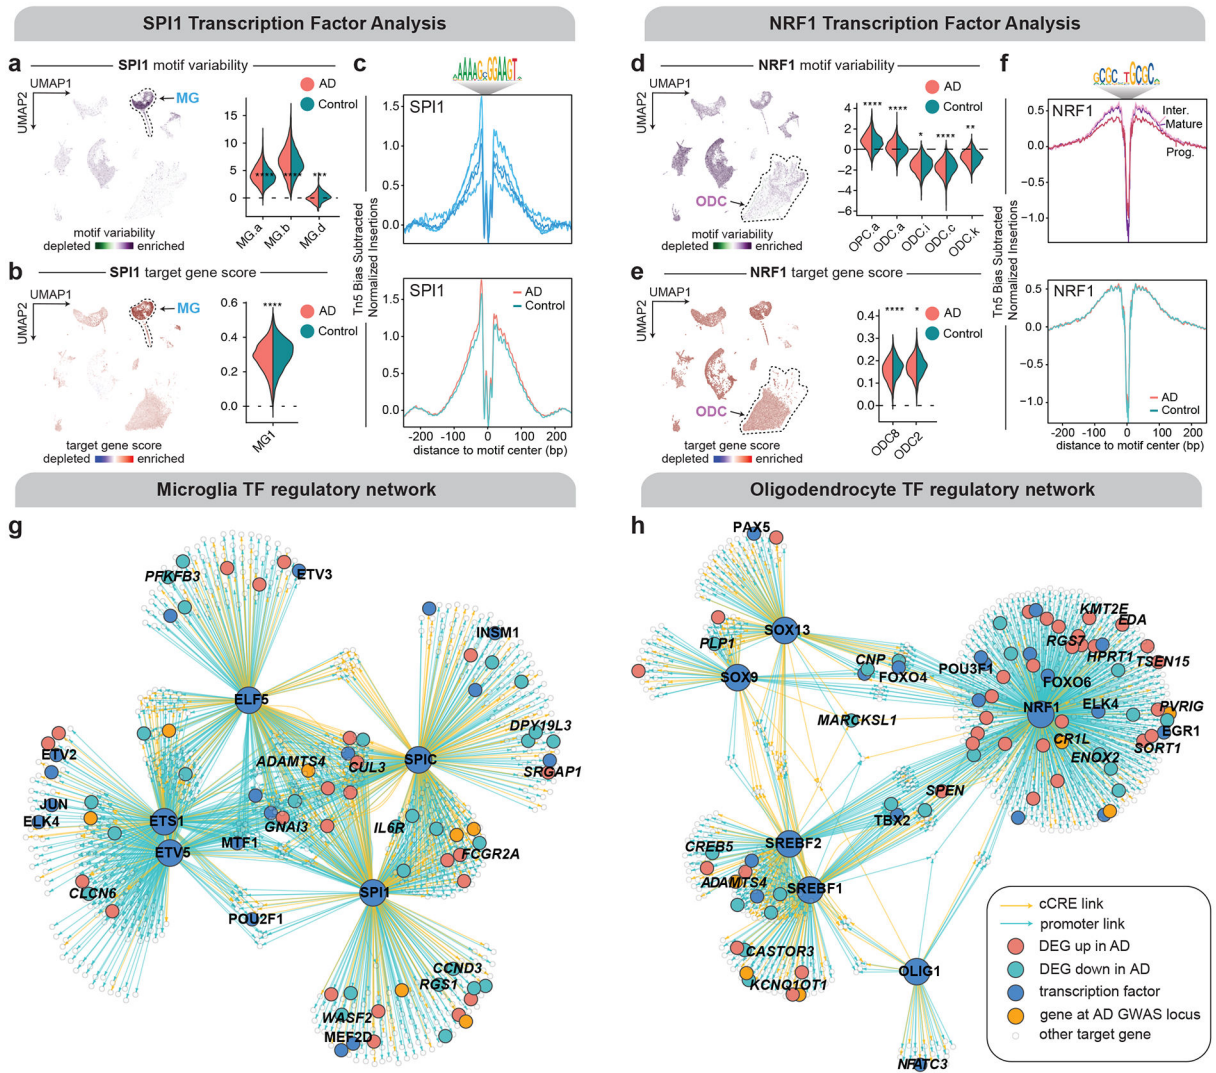 SPI1 Transcription Factor Analysis
a
SPI1 motif variability
UMAP1
UMAP2
MG
AD
Control
15
10
5
0
**** **** ***
MG.a
MG.b
MG.d
motif variability
depleted
enriched
b
SPI1 target gene score
UMAP1
UMAP2
MG
AD
Control
0.6
0.4
0.2
0.0
****
MG1
target gene score
depleted
enriched
c
AAAAG GGAAGT
SPI1
1.5
1.0
0.5
0.0
Tn5 Bias Subtracted
Normalized Insertions
SPI1
AD
Control
1.5
1.0
0.5
0.0
-200 -100 0 100 200
distance to motif center (bp)
NRF1 Transcription Factor Analysis
d
NRF1 motif variability
UMAP1
UMAP2
ODC
AD
Control
4
2
0
−2
−4
−6
**** **** * **** **
OPC.a
ODC.a
ODC.i
ODC.c
ODC.k
motif variability
depleted
enriched
e
NRF1 target gene score
UMAP1
UMAP2
ODC
AD
Control
0.4
0.3
0.2
0.1
0.0
**** *
ODC8
ODC2
target gene score
depleted
enriched
f
GCGC TGCGC
NRF1
Inter.
Mature
Prog.
0.5
0.0
−0.5
−1.0
Tn5 Bias Subtracted
Normalized Insertions
NRF1
AD
Control
0.5
0.0
−0.5
−1.0
-200 -100 0 100 200
distance to motif center (bp)
Microglia TF regulatory network
g
PFKFB3
ETV3
INSM1
ELF5
DPY19L3
ETV2
ADAMTS4
CUL3
SPIC
SRGAP1
JUN
ELK4
ETS1
GNAI3
IL6R
MTF1
ETV5
FCGR2A
CLCN6
SPI1
POU2F1
CCND3
RGS1
WASF2
MEF2D
Oligodendrocyte TF regulatory network
h
PAX5
SOX13
PLP1
SOX9
CNP
FOXO4
POU3F1
KMT2E
EDA
RGS7
HPRT1
TSEN15
FOXO6
MARCKSL1
NRF1
ELK4
PVRIG
EGR1
CR1L
SORT1
ENOX2
SPEN
TBX2
CREB5
SREBF2
ADAMTS4
SREBF1
CASTOR3
KCNQ1OT1
OLIG1
NFATC3
cCRE link
promoter link
DEG up in AD
DEG down in AD
transcription factor
gene at AD GWAS locus
other target gene